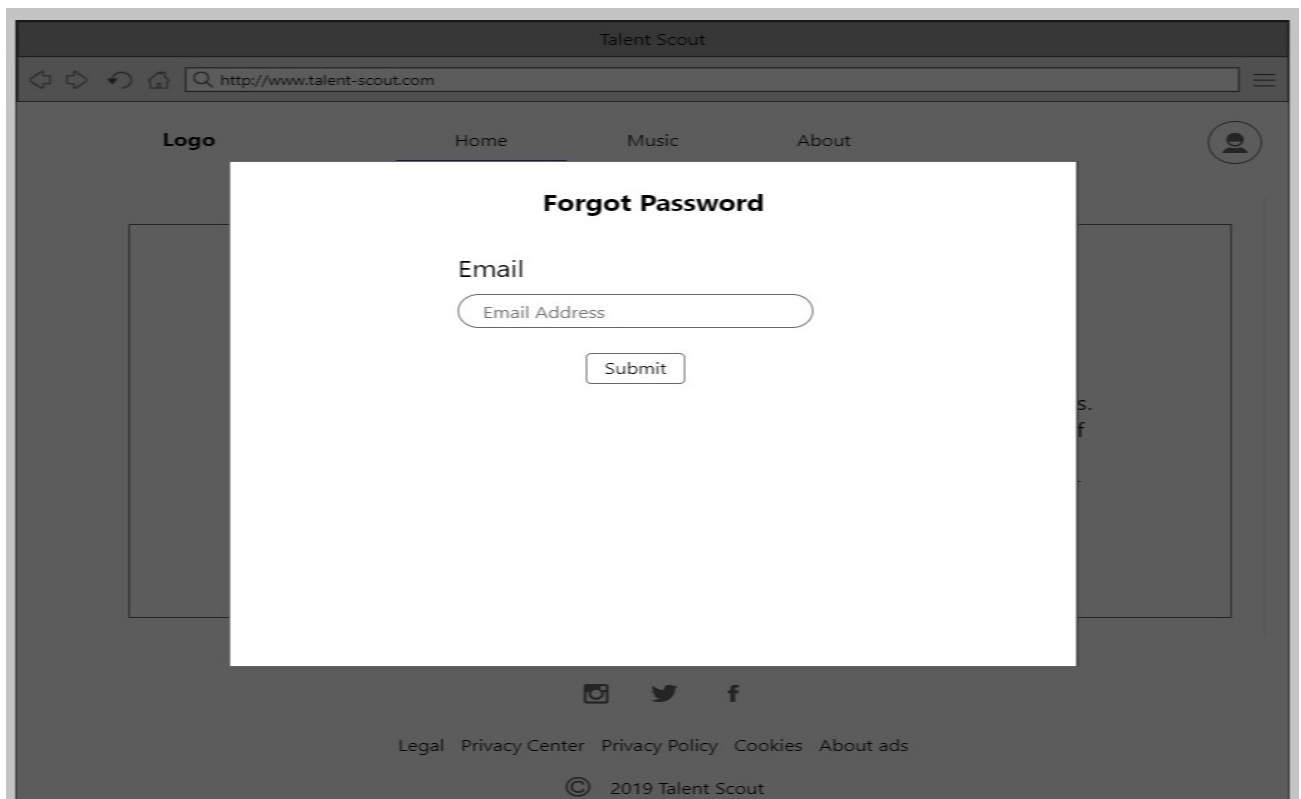 Talent Scout
http://www.talent-scout.com
Logo Home Music About
Forgot Password
Email
Email Address
Submit
s.
f
Legal Privacy Center Privacy Policy Cookies About ads
© 2019 Talent Scout